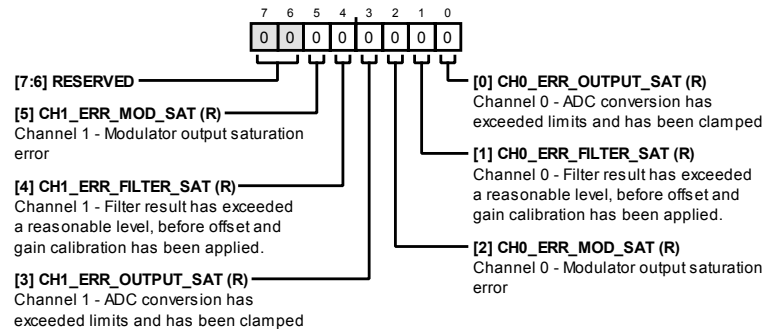 7 6 5 4 3 2 1 0
0 0 0 0 0 0 0 0
[7:6] RESERVED
[5] CH1_ERR_MOD_SAT (R)
Channel 1 - Modulator output saturation
error
[4] CH1_ERR_FILTER_SAT (R)
Channel 1 - Filter result has exceeded
a reasonable level, before offset and
gain calibration has been applied.
[3] CH1_ERR_OUTPUT_SAT (R)
Channel 1 - ADC conversion has
exceeded limits and has been clamped
[0] CH0_ERR_OUTPUT_SAT (R)
Channel 0 - ADC conversion has
exceeded limits and has been clamped
[1] CH0_ERR_FILTER_SAT (R)
Channel 0 - Filter result has exceeded
a reasonable level, before offset and
gain calibration has been applied.
[2] CH0_ERR_MOD_SAT (R)
Channel 0 - Modulator output saturation
error